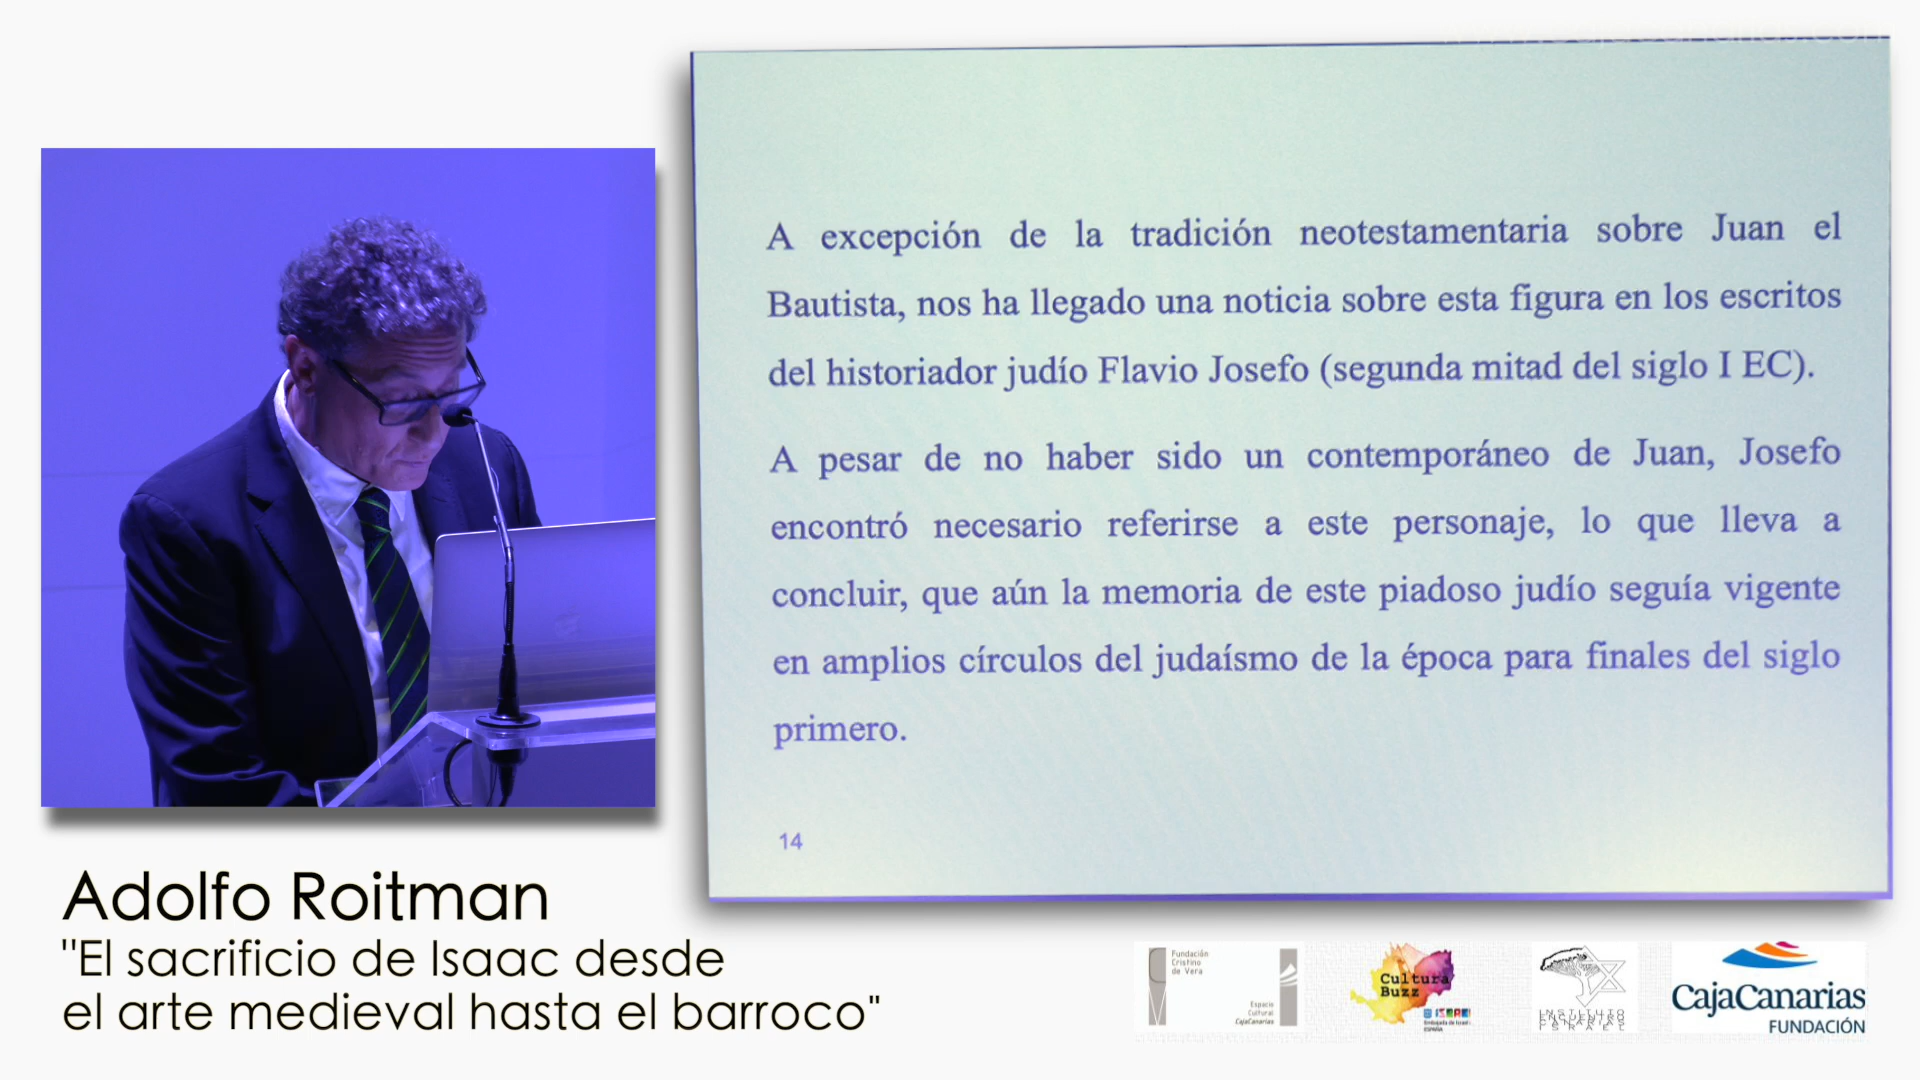 A excepción de la tradición neotestamentaria sobre Juan el
Bautista, nos ha llegado una noticia sobre esta figura en los escritos
del historiador judío Flavio Josefo (segunda mitad del siglo I EC).
A pesar de no haber sido un contemporáneo de Juan, Josefo
encontró necesario referirse a este personaje, lo que lleva a
concluir, que aún la memoria de este piadoso judío seguía vigente
en amplios círculos del judaísmo de la época para finales del siglo
primero.
14
Adolfo Roitman
"El sacrificio de Isaac desde
el arte medieval hasta el barroco"
Fundación
Cristino
de Vera
Espacio
Cultural
CajaCanarias
Cultura
Buzz
ISRAEL
Embajada de Israel
ESPAÑA
CajaCanarias
FUNDACIÓN